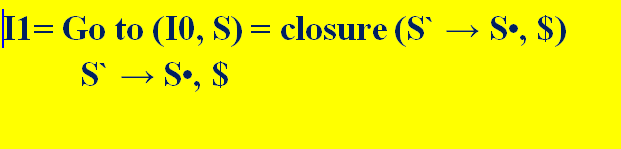 I1= Go to (I0, S) = closure (S` → S•, $)
S` → S•, $